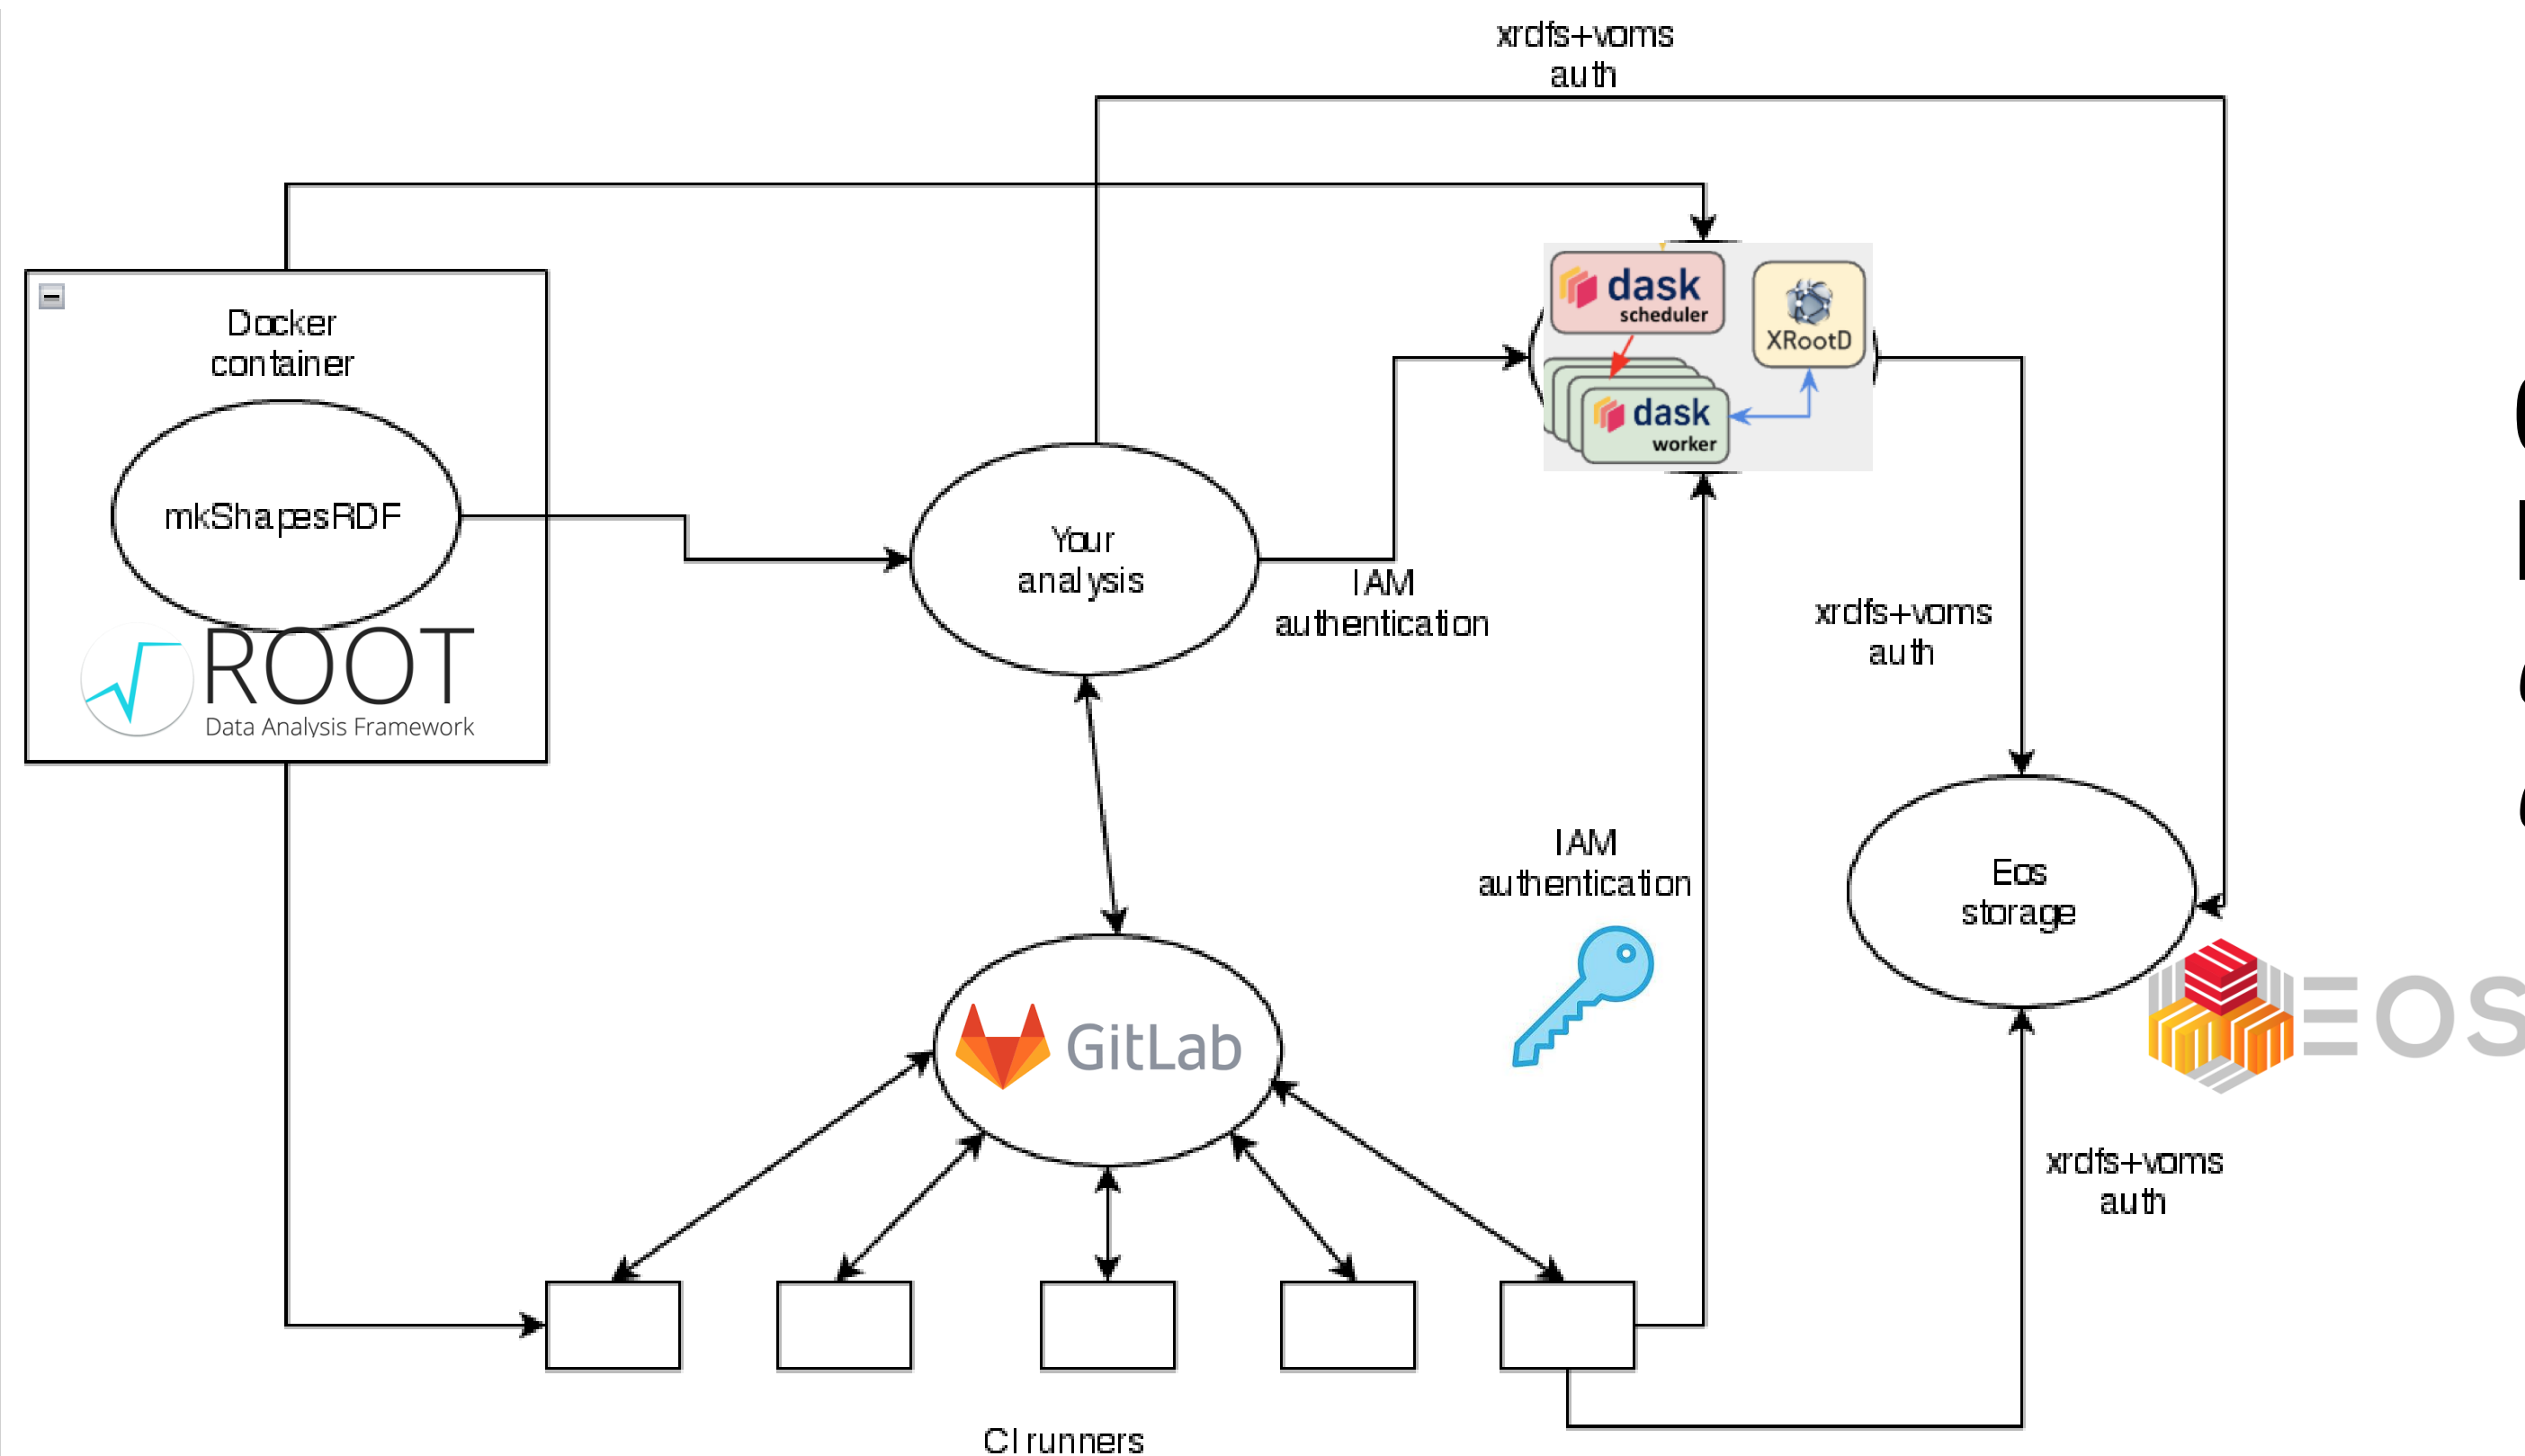 xrdfs+voms
auth
Docker
container
mkShapesRDF
ROOT
Data Analysis Framework
Your
analysis
IAM
authentication
dask
scheduler
XRootD
dask
worker
xrdfs+voms
auth
IAM
authentication
Eos
storage
EOS
GitLab
xrdfs+voms
auth
CI runners